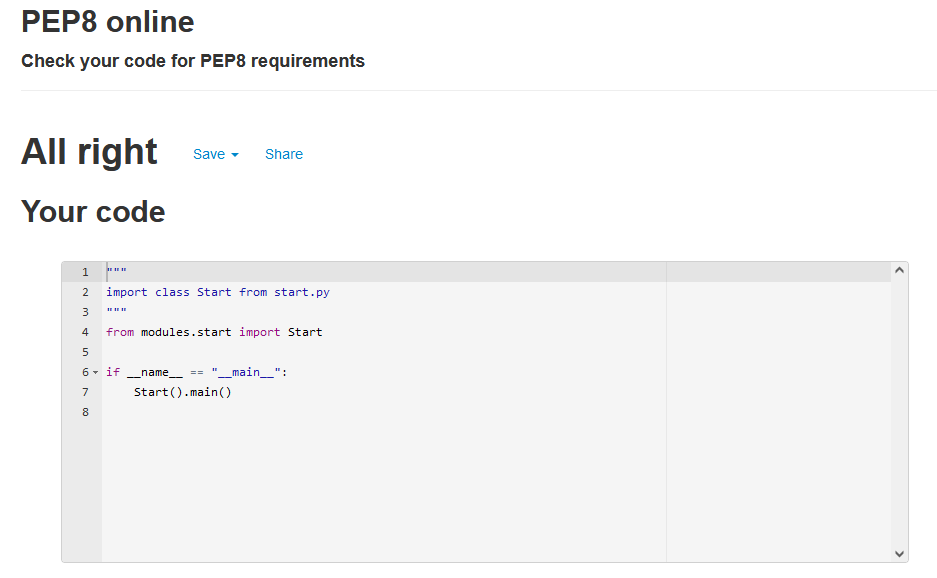 PEP8 online
Check your code for PEP8 requirements
All right Save Share
Your code
1 """
2 import class Start from start.py
3 """
4 from modules.start import Start
5
6 if __name__ == "__main__":
7     Start().main()
8